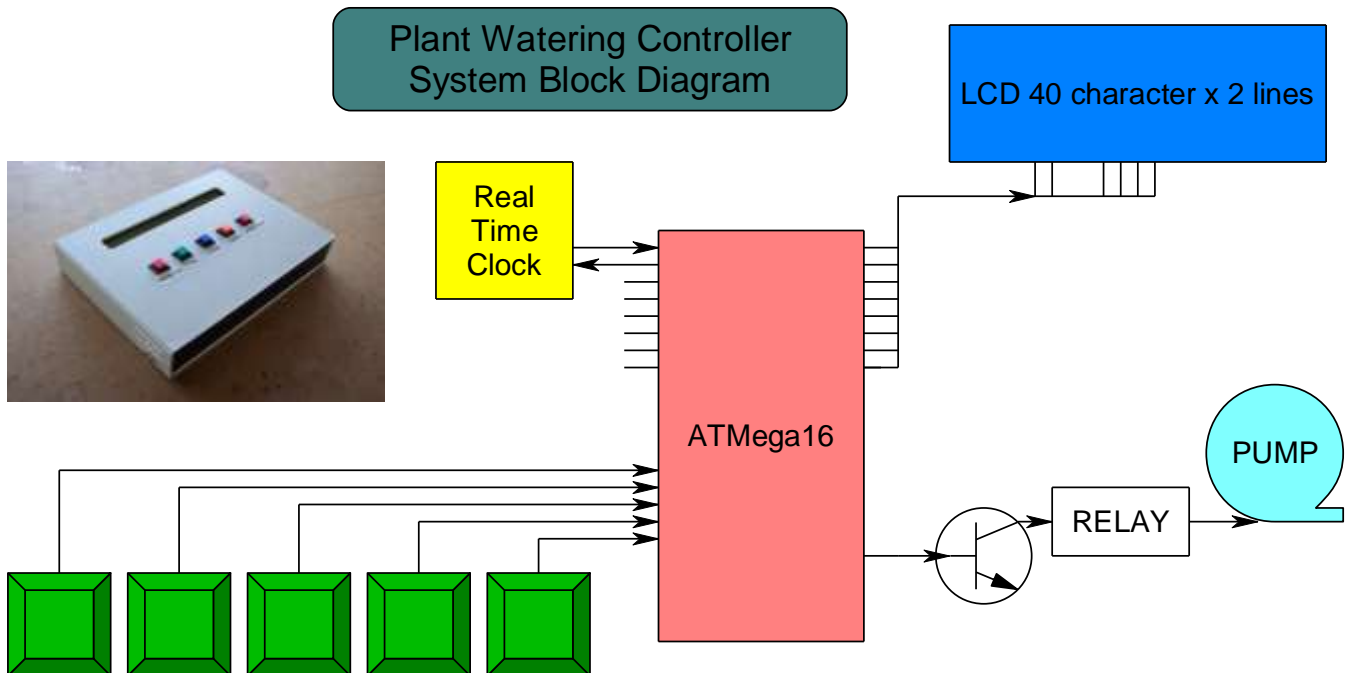 Plant Watering Controller
System Block Diagram
LCD 40 character x 2 lines
Real
Time
Clock
ATMega16
PUMP
RELAY